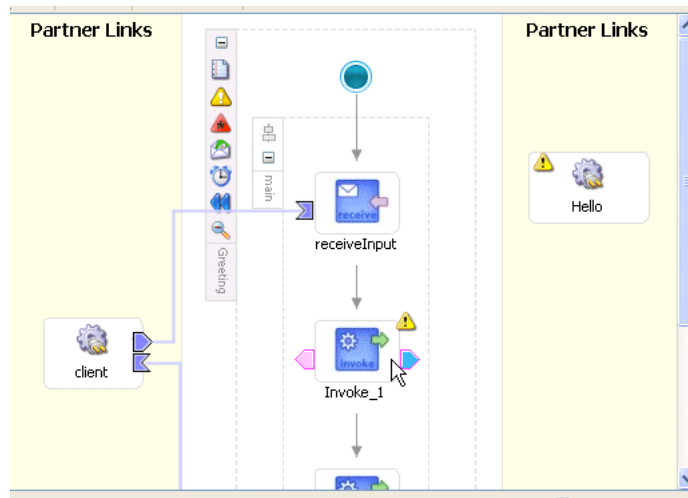 Partner Links
Partner Links
main
receive
receiveInput
Hello
Greeting
client
invoke
Invoke_1